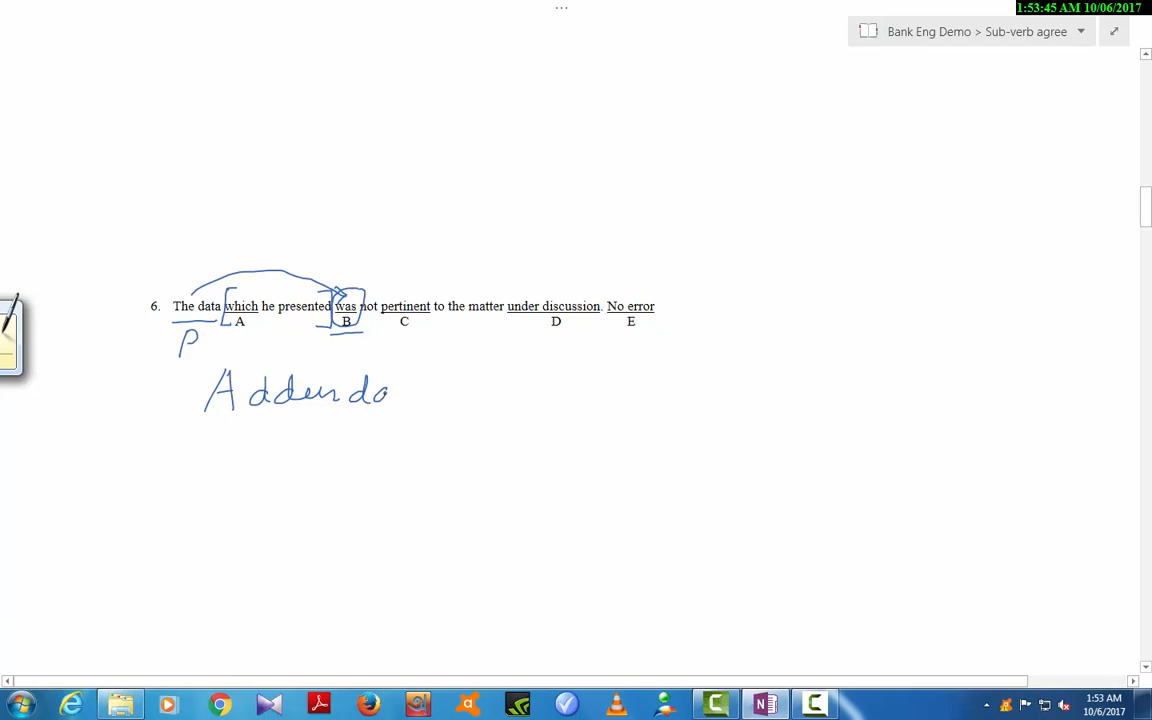 1:53:45 AM 10/06/2017
Bank Eng Demo > Sub-verb agree
6. The data which he presented was not pertinent to the matter under discussion. No error
A B C D E
P
Addenda
1:53 AM
10/6/2017